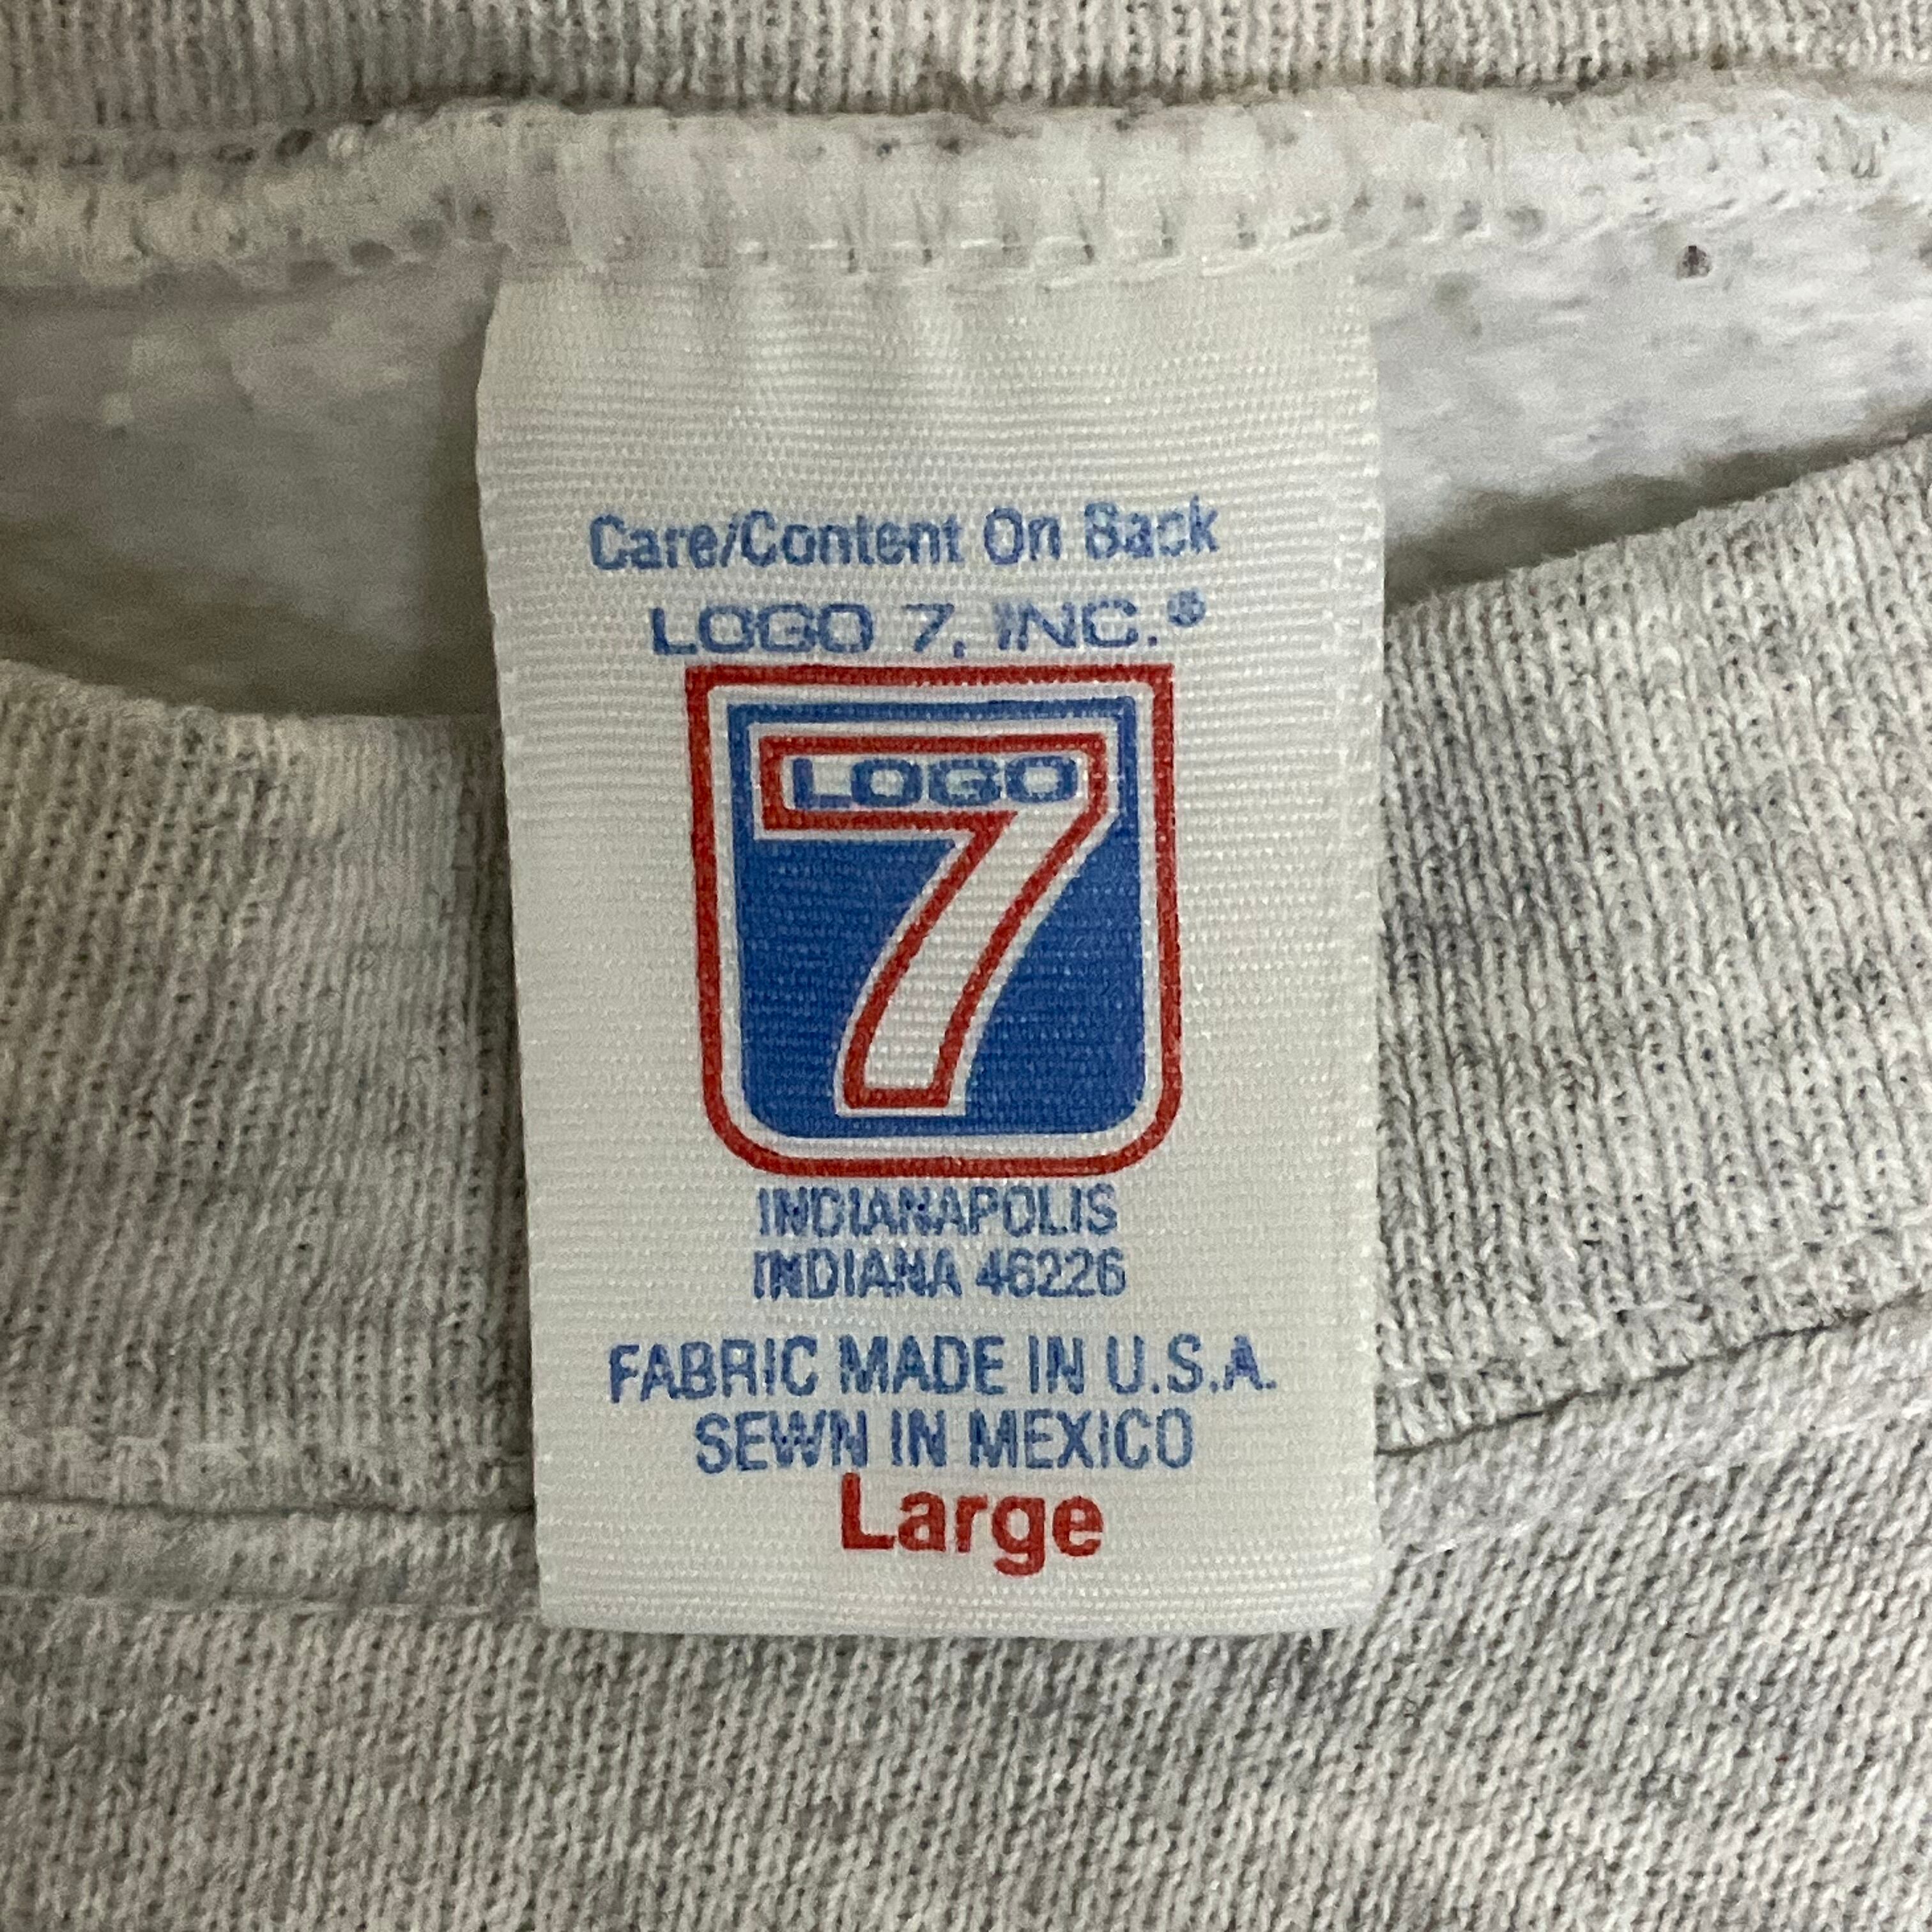 Care/Content On Back
LOGO 7, INC.®
LOGO
7
INDIANAPOLIS
INDIANA 46226
FABRIC MADE IN U.S.A.
SEWN IN MEXICO
Large